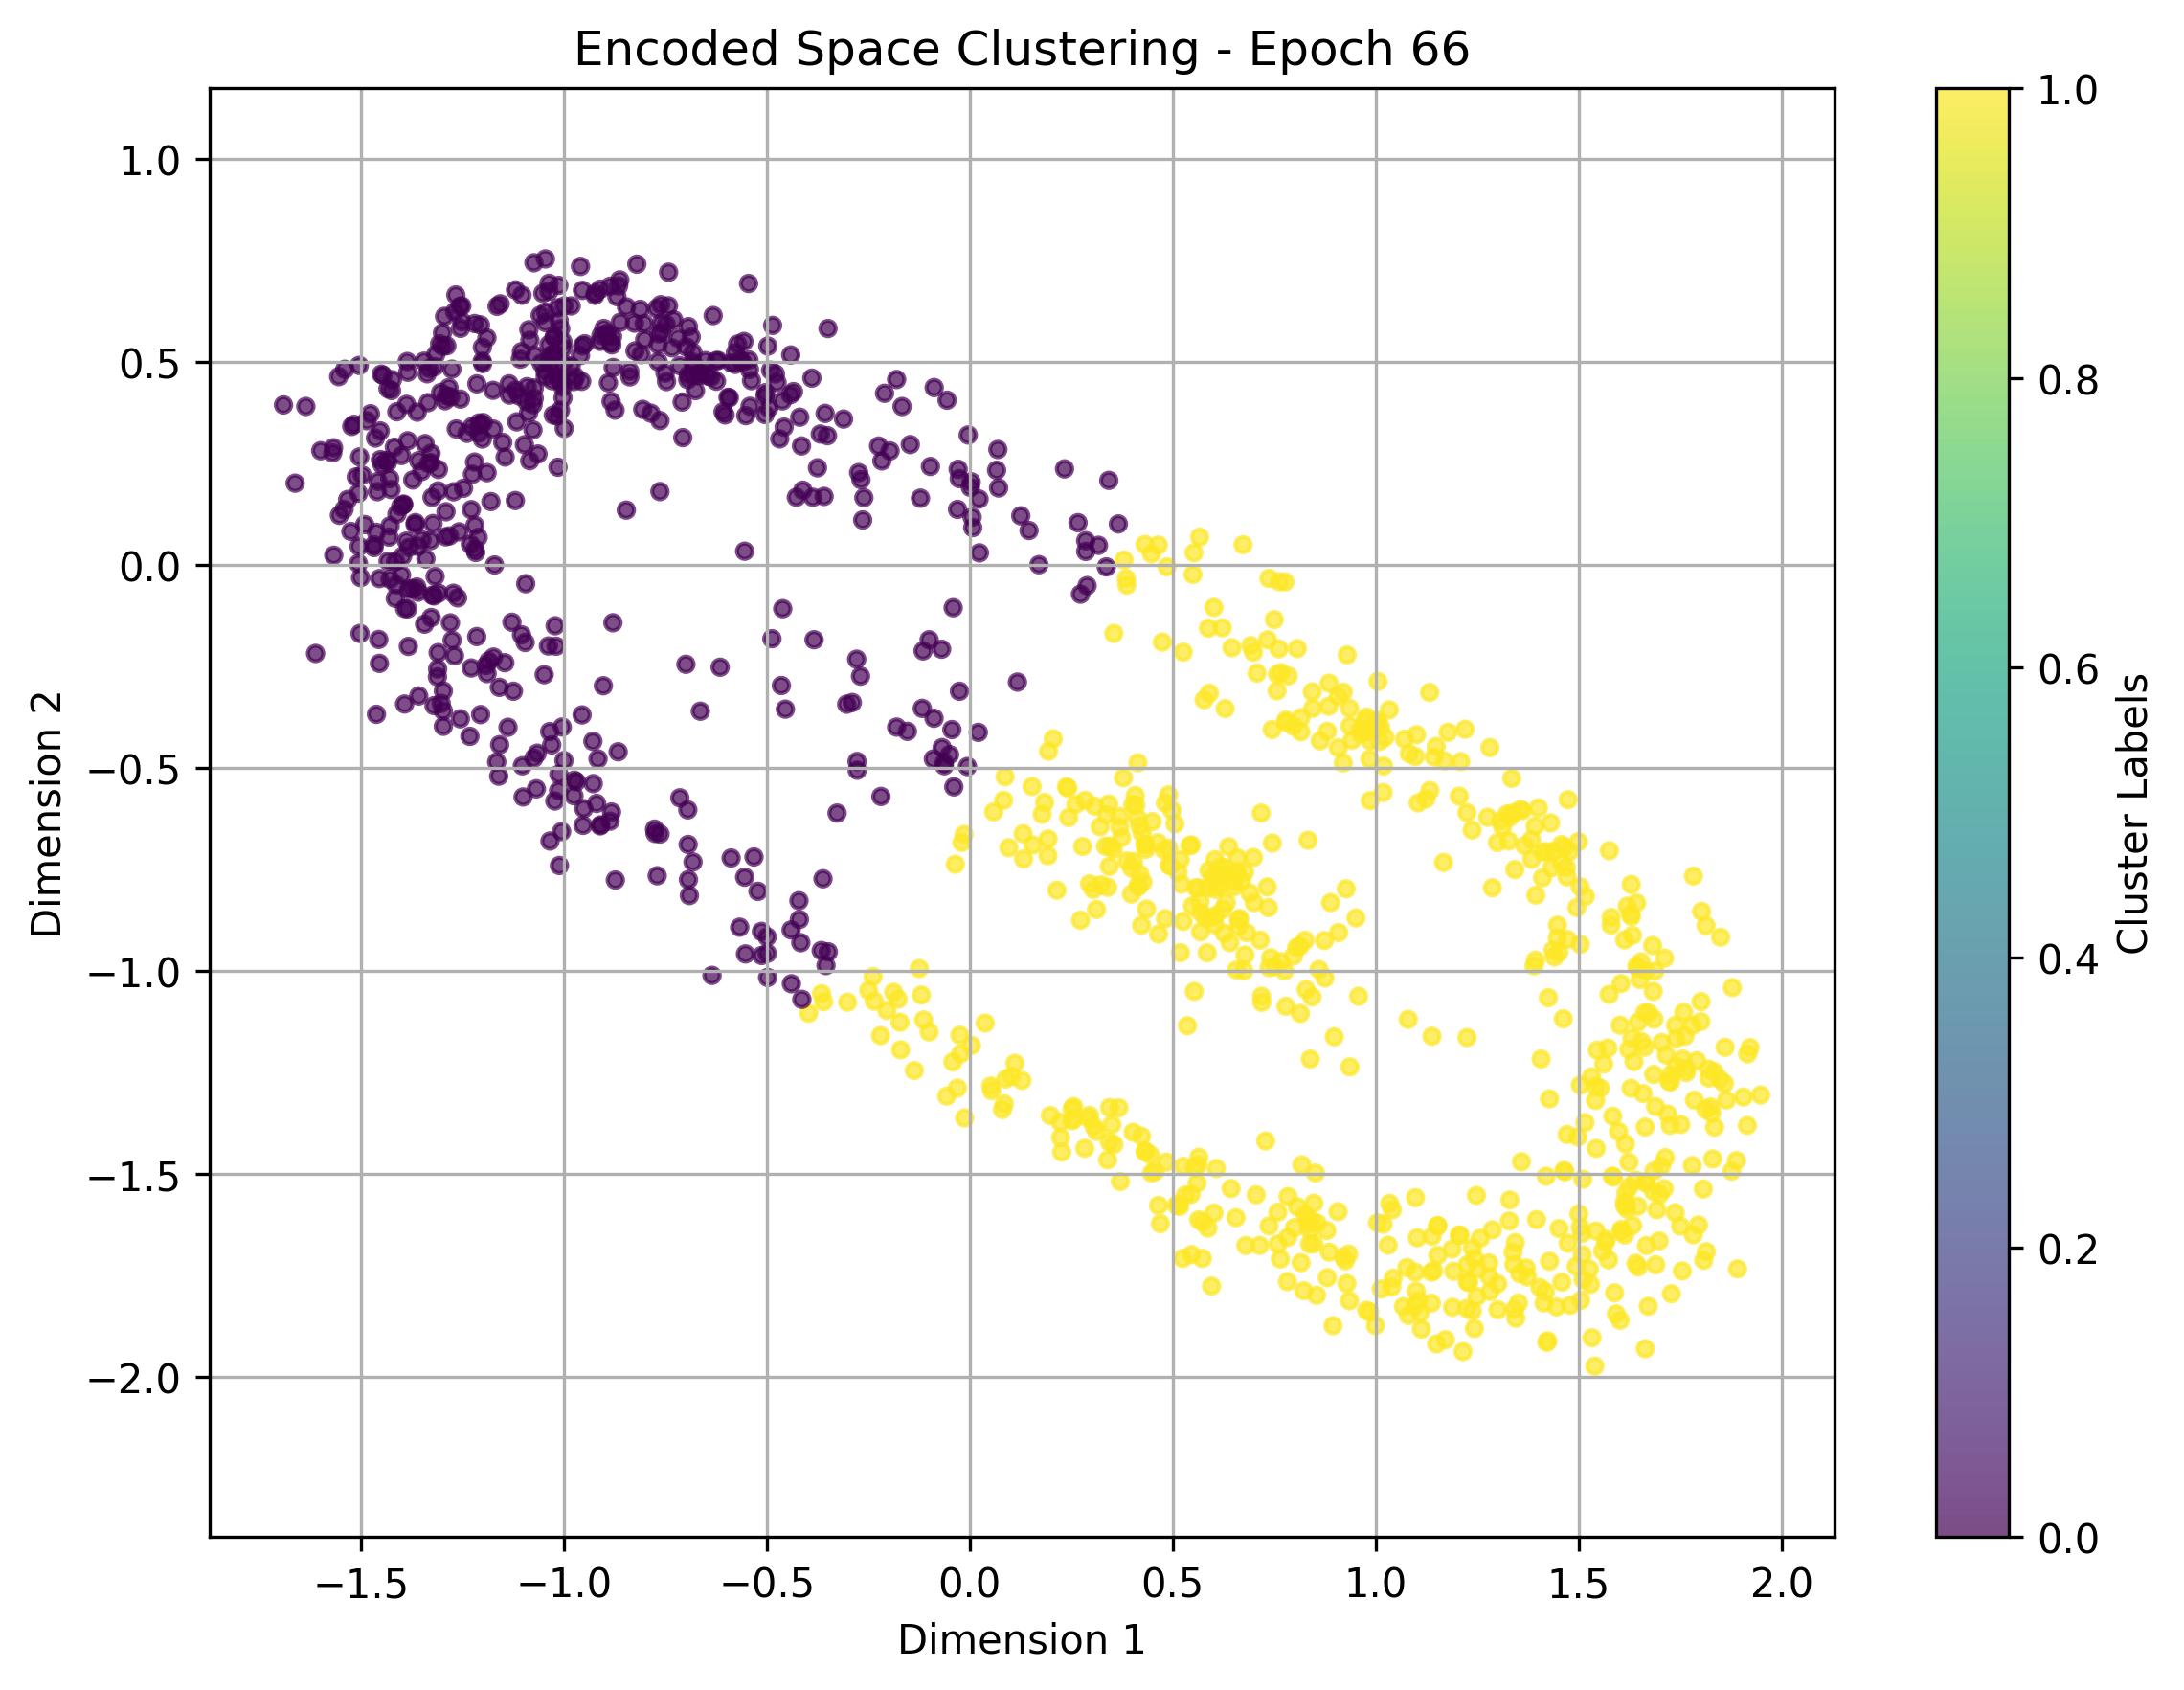 Encoded Space Clustering - Epoch 66
1.0
0.5
0.0
−0.5
−1.0
−1.5
−2.0
Dimension 2
−1.5 −1.0 −0.5 0.0 0.5 1.0 1.5 2.0
Dimension 1
1.0
0.8
0.6
0.4
0.2
0.0
Cluster Labels